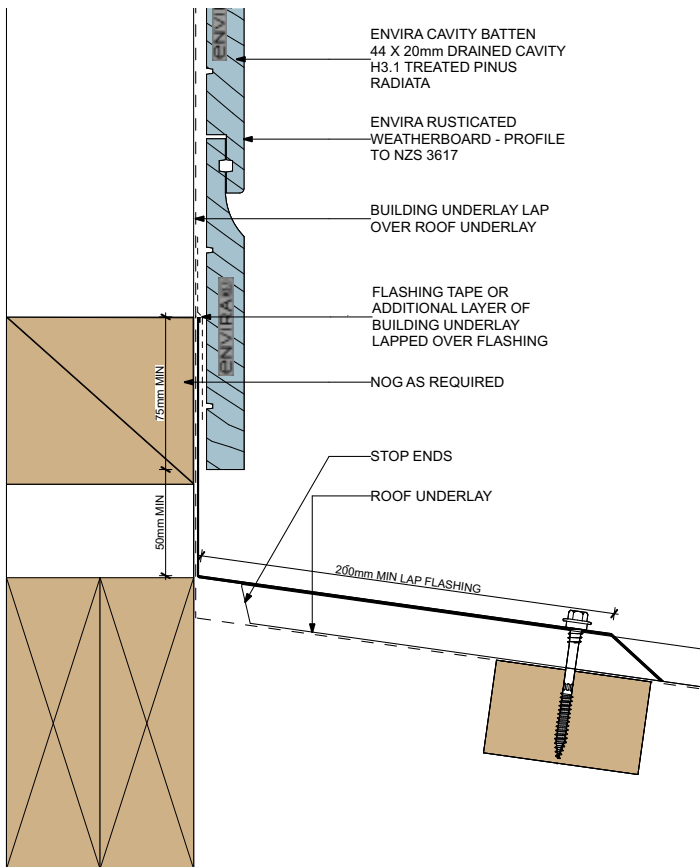 ENVIRA
ENVIRA CAVITY BATTEN
44 X 20mm DRAINED CAVITY
H3.1 TREATED PINUS
RADIATA
ENVIRA RUSTICATED
WEATHERBOARD - PROFILE
TO NZS 3617
BUILDING UNDERLAY LAP
OVER ROOF UNDERLAY
FLASHING TAPE OR
ADDITIONAL LAYER OF
BUILDING UNDERLAY
LAPPED OVER FLASHING
ENVIRA
NOG AS REQUIRED
75mm MIN
STOP ENDS
ROOF UNDERLAY
50mm MIN
200mm MIN LAP FLASHING